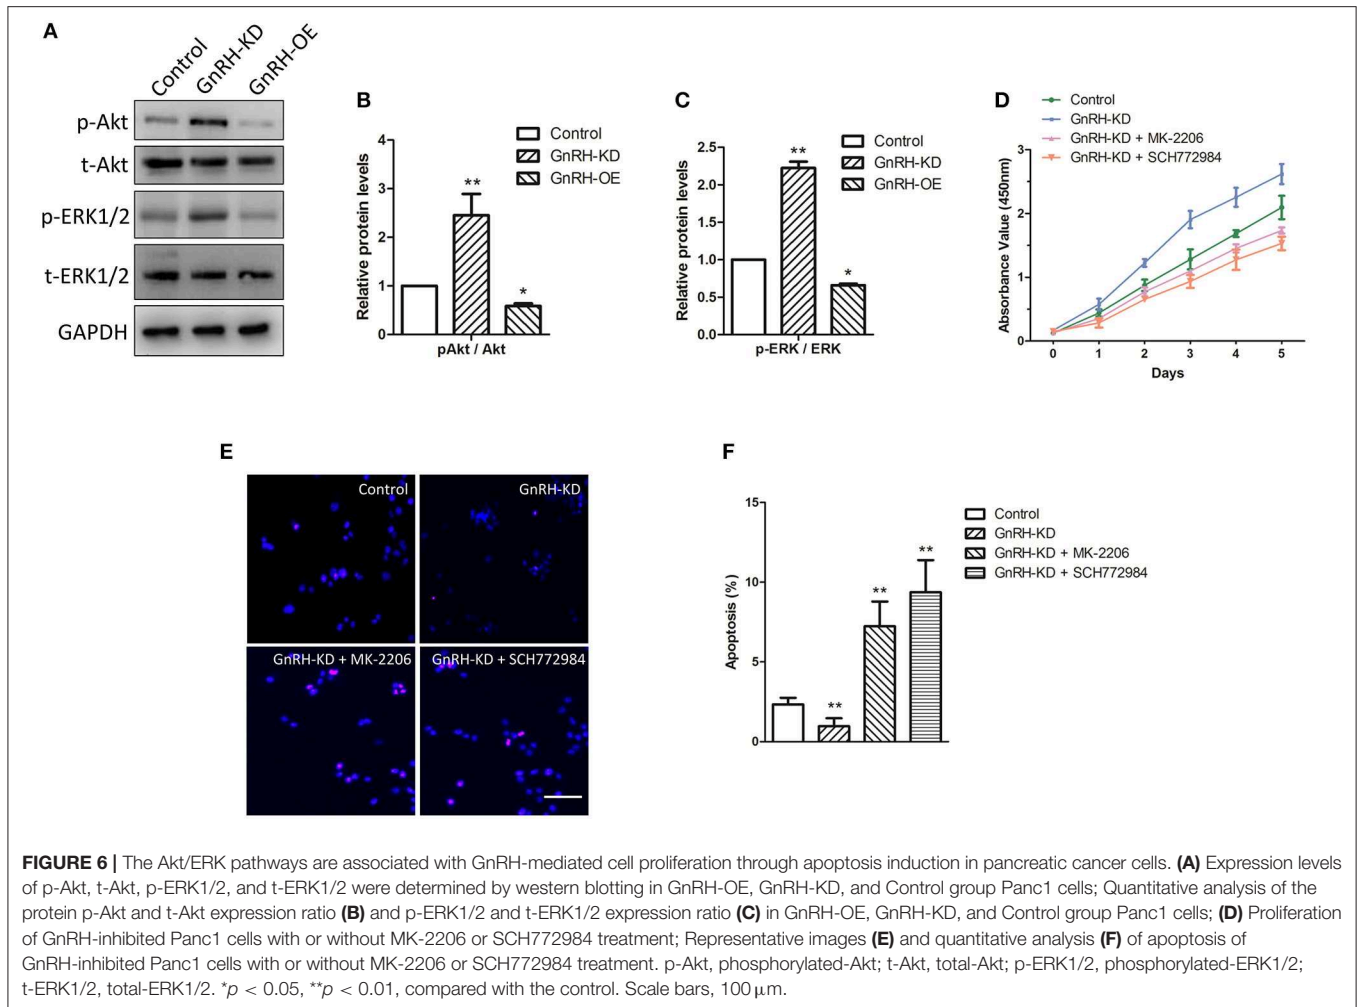 A
Control
GnRH-KD
GnRH-OE
p-Akt
t-Akt
p-ERK1/2
t-ERK1/2
GAPDH
B
Control
GnRH-KD
GnRH-OE
Relative protein levels
4
3
2
1
0
**
*
pAkt / Akt
C
Control
GnRH-KD
GnRH-OE
Relative protein levels
2.5
2.0
1.5
1.0
0.5
0.0
**
*
p-ERK / ERK
D
Control
GnRH-KD
GnRH-KD + MK-2206
GnRH-KD + SCH772984
Absorbance Value (450nm)
3
2
1
0
0 1 2 3 4 5
Days
E
Control
GnRH-KD
GnRH-KD + MK-2206
GnRH-KD + SCH772984
F
Control
GnRH-KD
GnRH-KD + MK-2206
GnRH-KD + SCH772984
Apoptosis (%)
15
10
5
0
**
**
**
FIGURE 6 | The Akt/ERK pathways are associated with GnRH-mediated cell proliferation through apoptosis induction in pancreatic cancer cells. (A) Expression levels
of p-Akt, t-Akt, p-ERK1/2, and t-ERK1/2 were determined by western blotting in GnRH-OE, GnRH-KD, and Control group Panc1 cells; Quantitative analysis of the
protein p-Akt and t-Akt expression ratio (B) and p-ERK1/2 and t-ERK1/2 expression ratio (C) in GnRH-OE, GnRH-KD, and Control group Panc1 cells; (D) Proliferation
of GnRH-inhibited Panc1 cells with or without MK-2206 or SCH772984 treatment; Representative images (E) and quantitative analysis (F) of apoptosis of
GnRH-inhibited Panc1 cells with or without MK-2206 or SCH772984 treatment. p-Akt, phosphorylated-Akt; t-Akt, total-Akt; p-ERK1/2, phosphorylated-ERK1/2;
t-ERK1/2, total-ERK1/2. *p < 0.05, **p < 0.01, compared with the control. Scale bars, 100 μm.